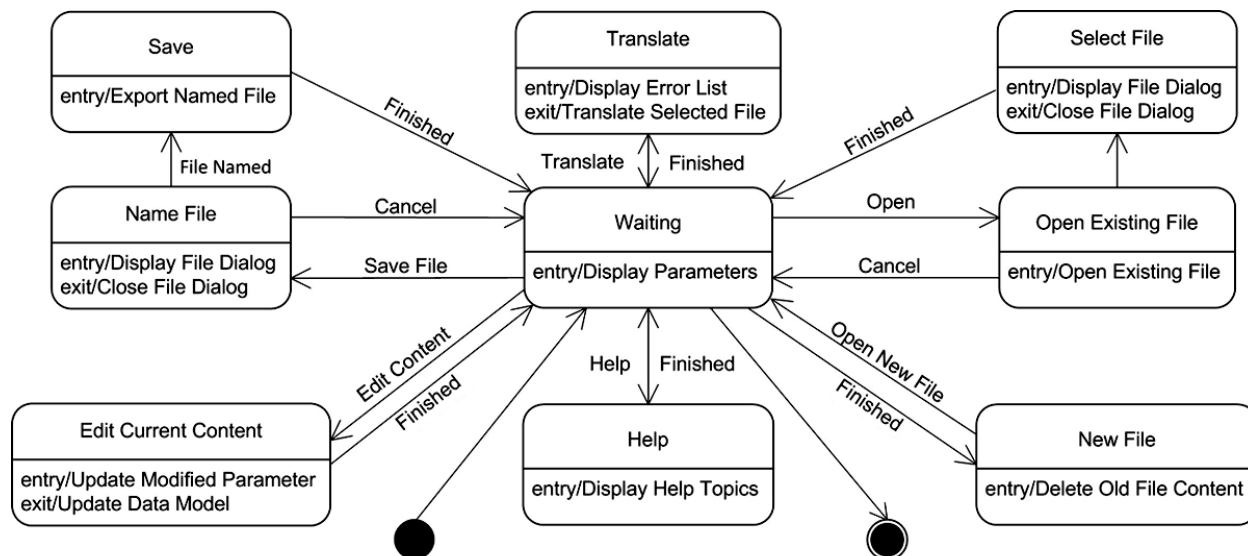 Save
entry/Export Named File
Translate
entry/Display Error List
exit/Translate Selected File
Select File
entry/Display File Dialog
exit/Close File Dialog
Finished
Finished
File Named
Translate
Finished
Name File
entry/Display File Dialog
exit/Close File Dialog
Cancel
Save File
Waiting
entry/Display Parameters
Open
Cancel
Open Existing File
entry/Open Existing File
Edit Content
Finished
Help
Finished
Open New File
Finished
Edit Current Content
entry/Update Modified Parameter
exit/Update Data Model
Help
entry/Display Help Topics
New File
entry/Delete Old File Content